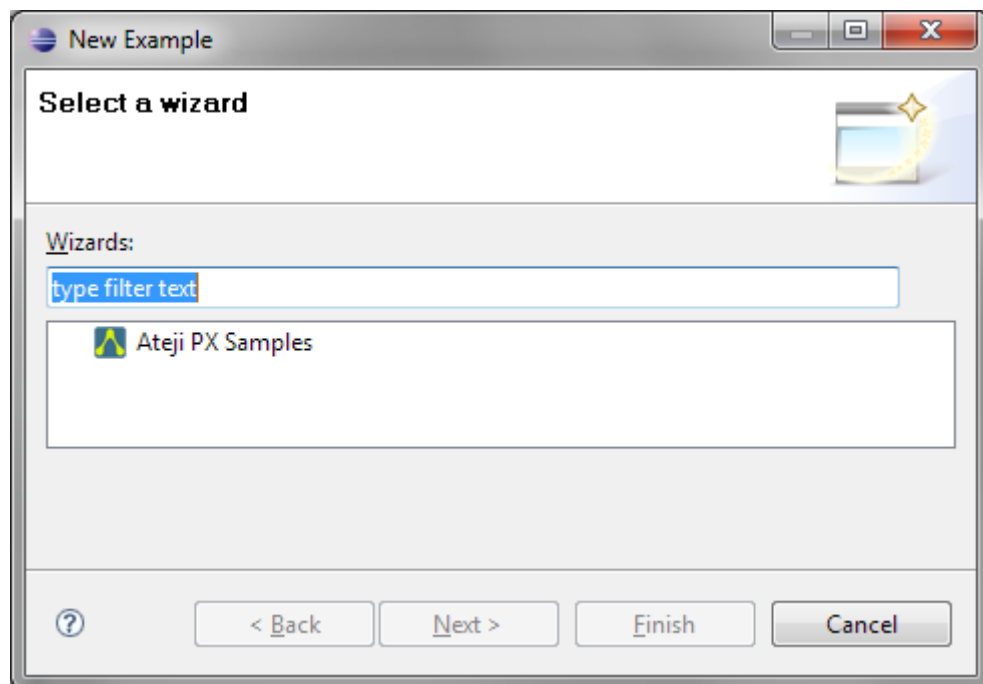 New Example
Select a wizard
Wizards:
type filter text
Ateji PX Samples
< Back Next > Finish Cancel